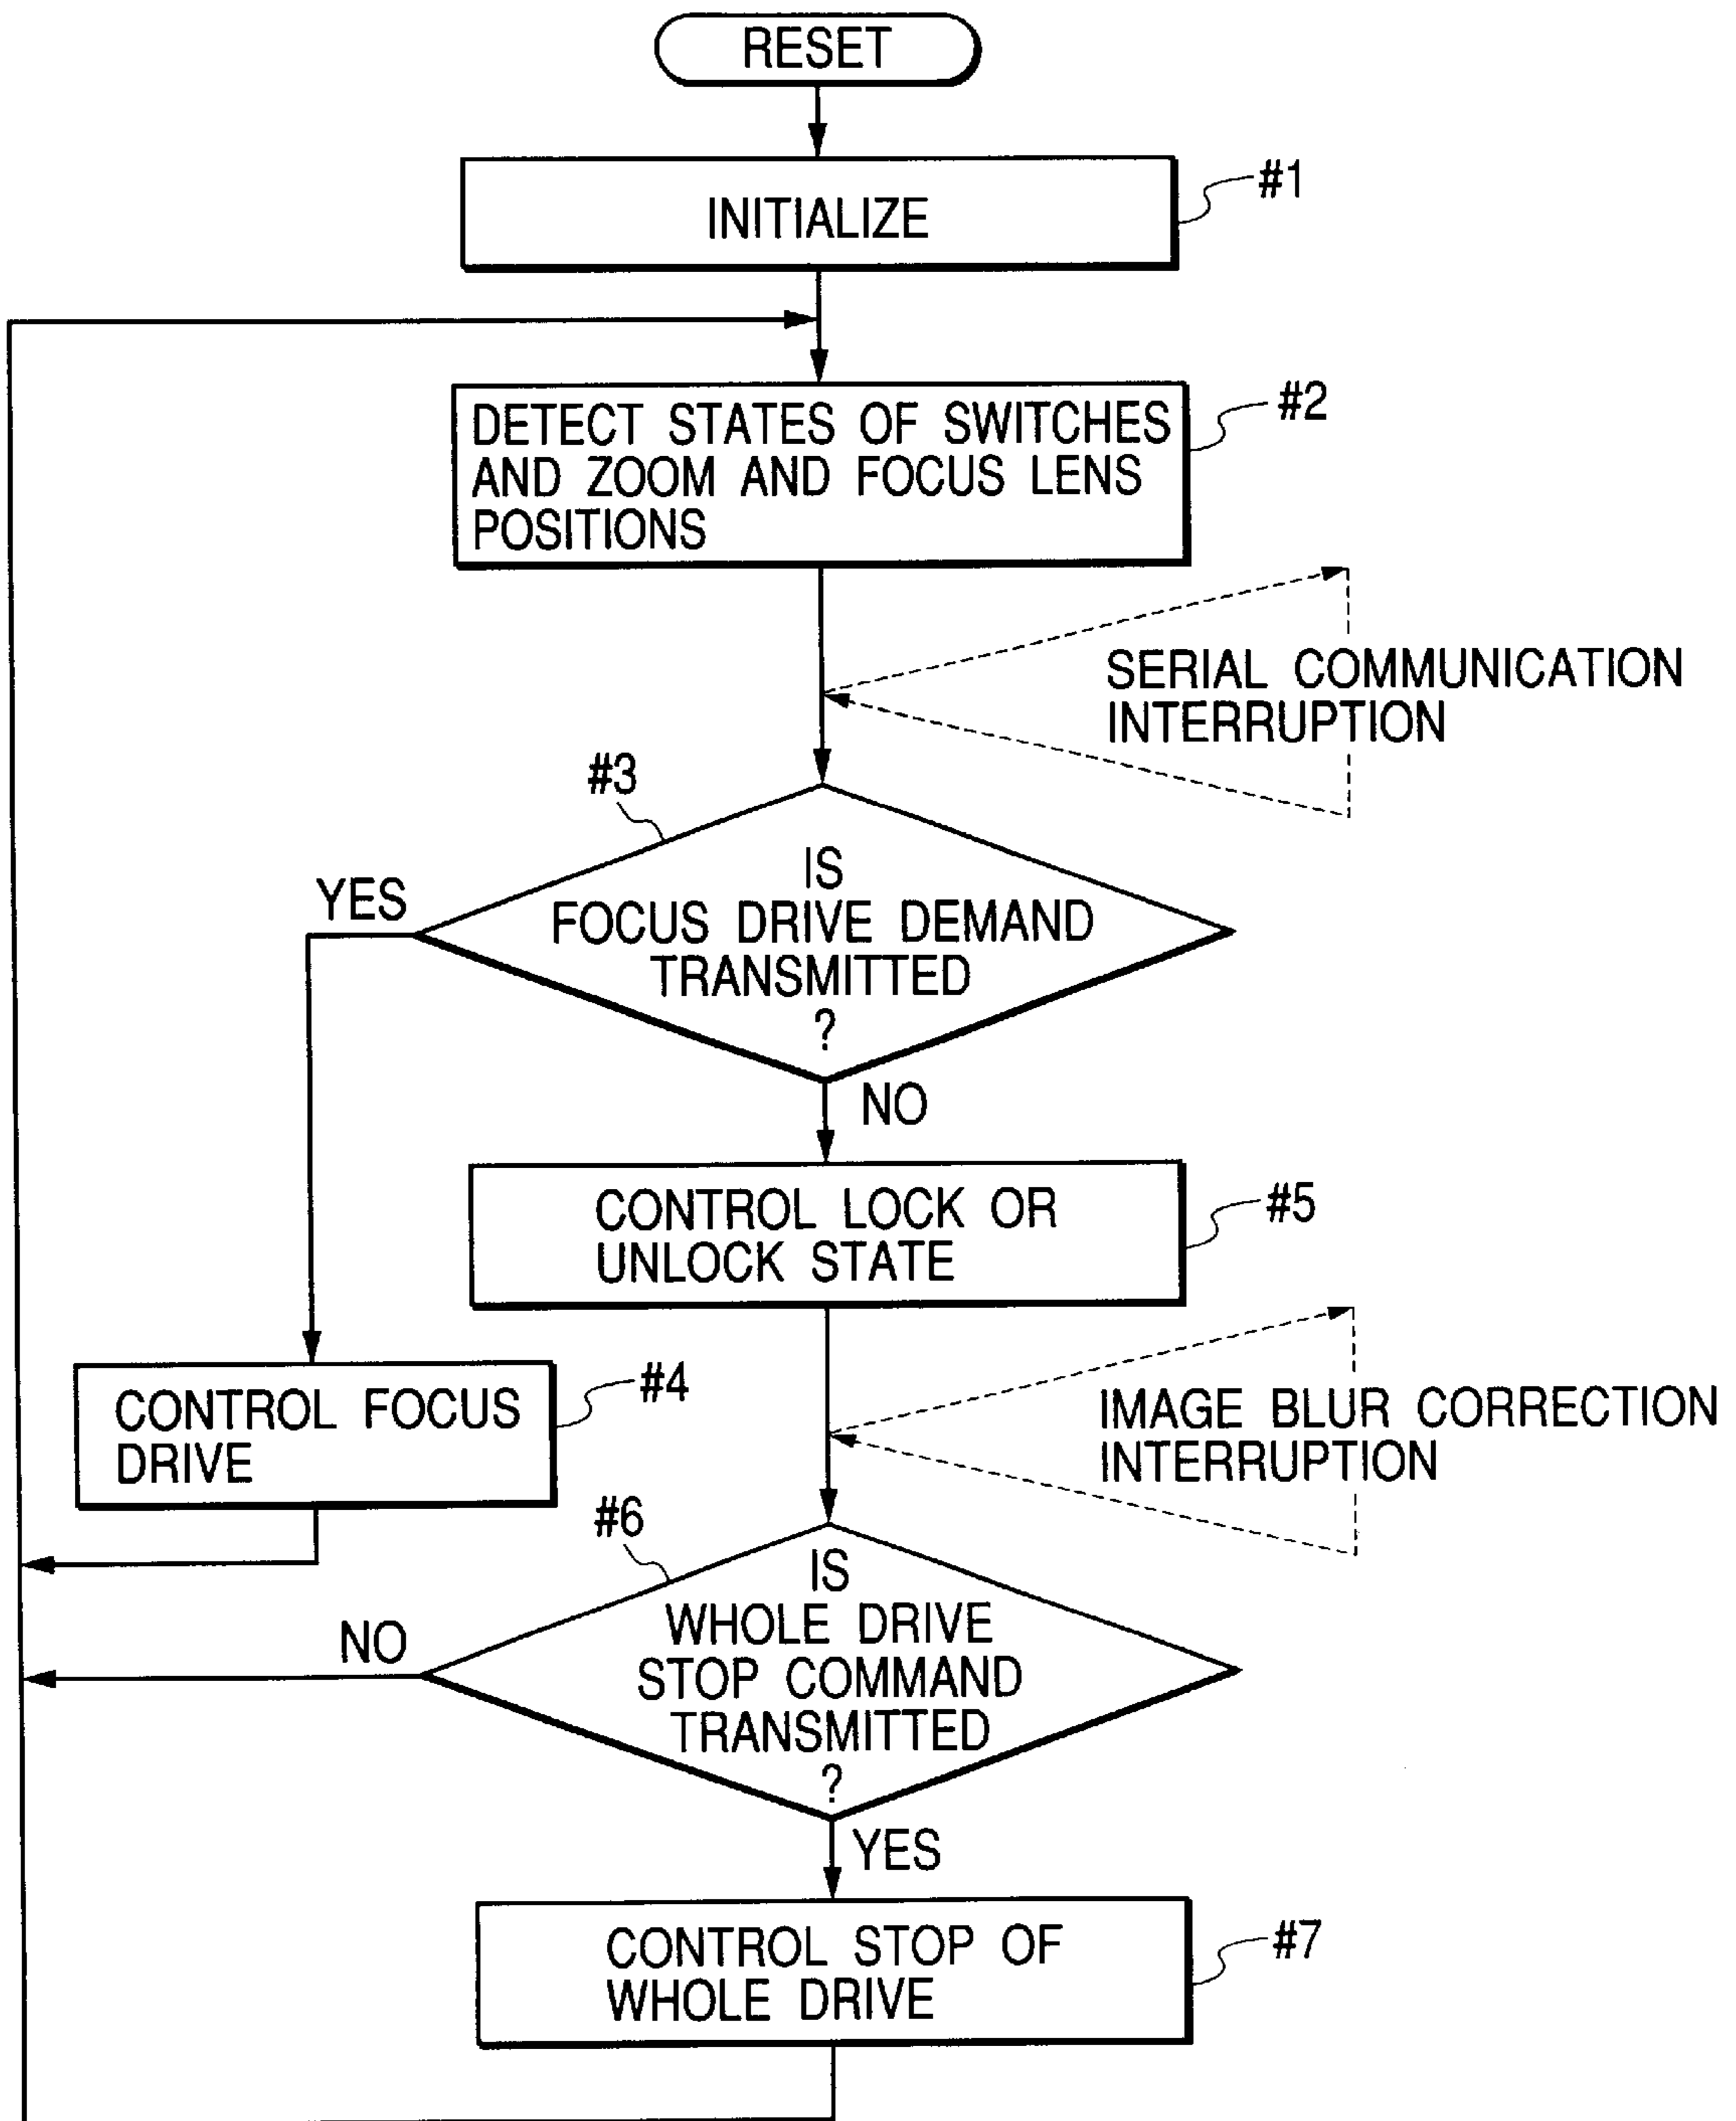 RESET
INITIALIZE
#1
DETECT STATES OF SWITCHES
AND ZOOM AND FOCUS LENS
POSITIONS
#2
SERIAL COMMUNICATION
INTERRUPTION
#3
IS
FOCUS DRIVE DEMAND
TRANSMITTED
?
YES
NO
CONTROL LOCK OR
UNLOCK STATE
#5
CONTROL FOCUS
DRIVE
#4
IMAGE BLUR CORRECTION
INTERRUPTION
#6
IS
WHOLE DRIVE
STOP COMMAND
TRANSMITTED
?
NO
YES
CONTROL STOP OF
WHOLE DRIVE
#7